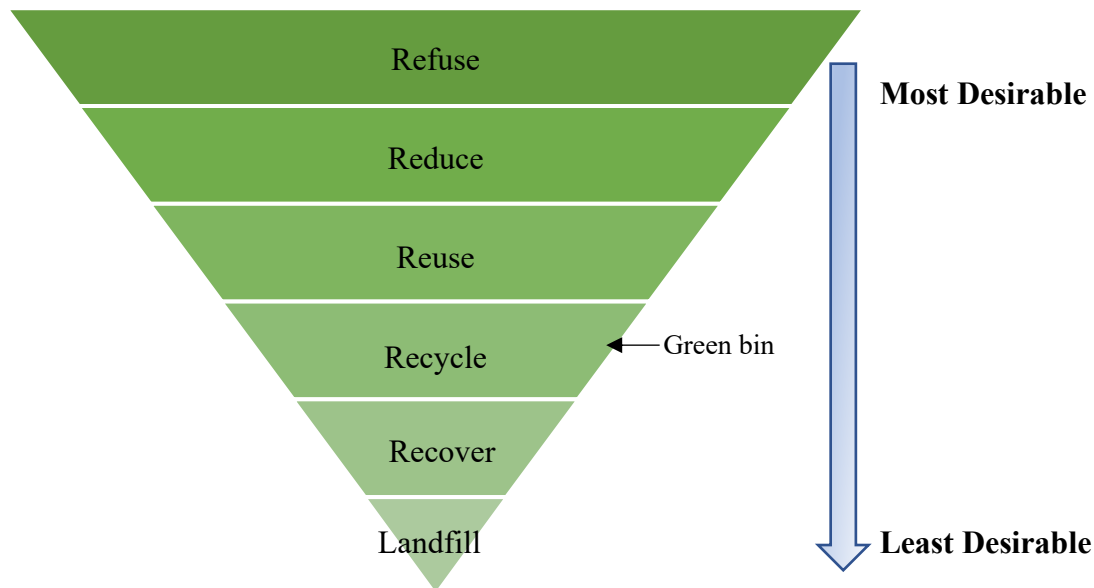 Refuse
Most Desirable
Reduce
Reuse
Green bin
Recycle
Recover
Landfill
Least Desirable